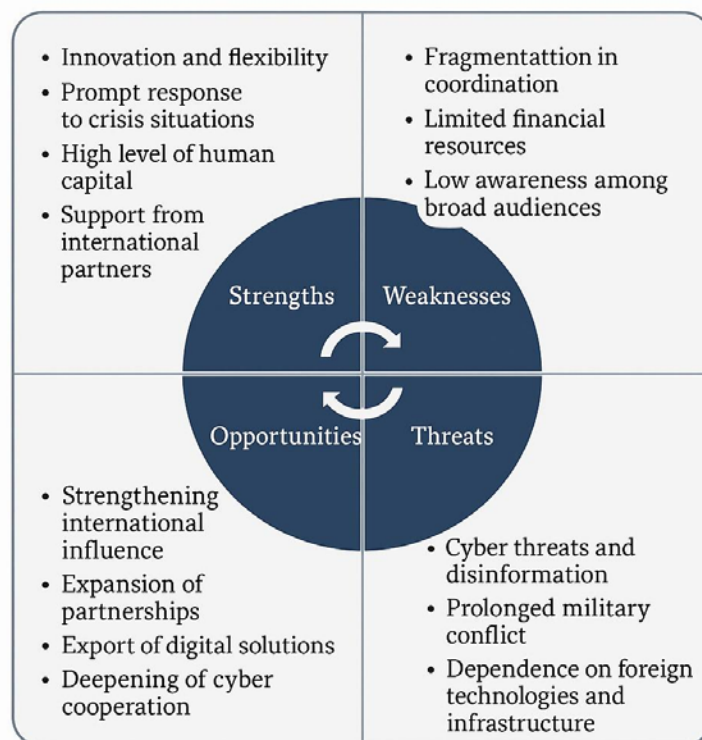 • Innovation and flexibility
• Prompt response
to crisis situations
• High level of human
capital
• Support from
international
partners
• Fragmentattion in
coordination
• Limited financial
resources
• Low awareness among
broad audiences
Strengths
Weaknesses
Opportunities
Threats
• Strengthening
international
influence
• Expansion of
partnerships
• Export of digital solutions
• Deepening of cyber
cooperation
• Cyber threats and
disinformation
• Prolonged military
conflict
• Dependence on foreign
technologies and
infrastructure